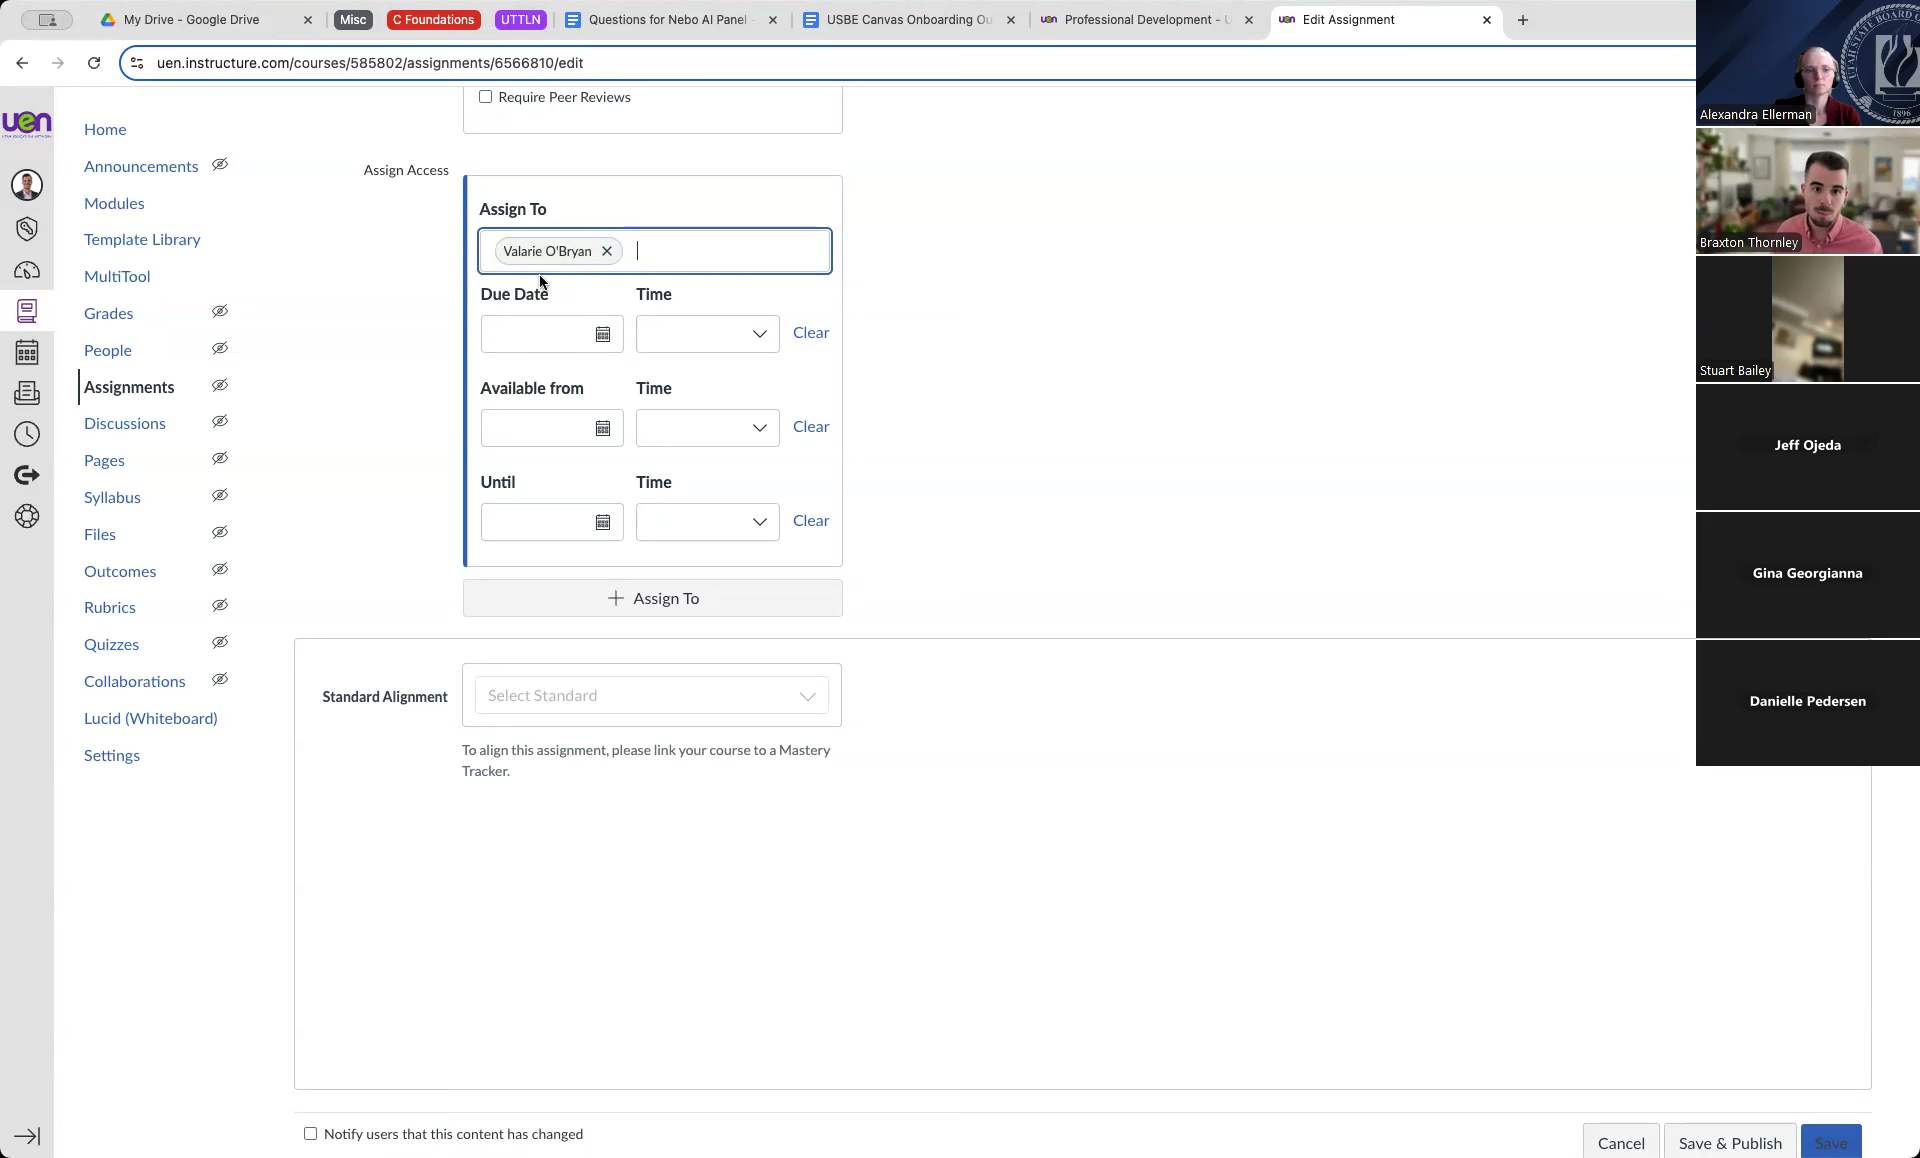 My Drive - Google Drive
Misc
C Foundations
UTTLN
Questions for Nebo AI Panel
USBE Canvas Onboarding Ou
uen Professional Development - U
uen Edit Assignment
uen.instructure.com/courses/585802/assignments/6566810/edit
uen
Home
Announcements
Modules
Template Library
MultiTool
Grades
People
Assignments
Discussions
Pages
Syllabus
Files
Outcomes
Rubrics
Quizzes
Collaborations
Lucid (Whiteboard)
Settings
Require Peer Reviews
Assign Access
Assign To
Valarie O'Bryan
Due Date
Time
Clear
Available from
Time
Clear
Until
Time
Clear
Assign To
Standard Alignment
Select Standard
To align this assignment, please link your course to a Mastery
Tracker.
Notify users that this content has changed
Cancel
Save & Publish
Save
1896
Alexandra Ellerman
Braxton Thornley
Stuart Bailey
Jeff Ojeda
Gina Georgianna
Danielle Pedersen